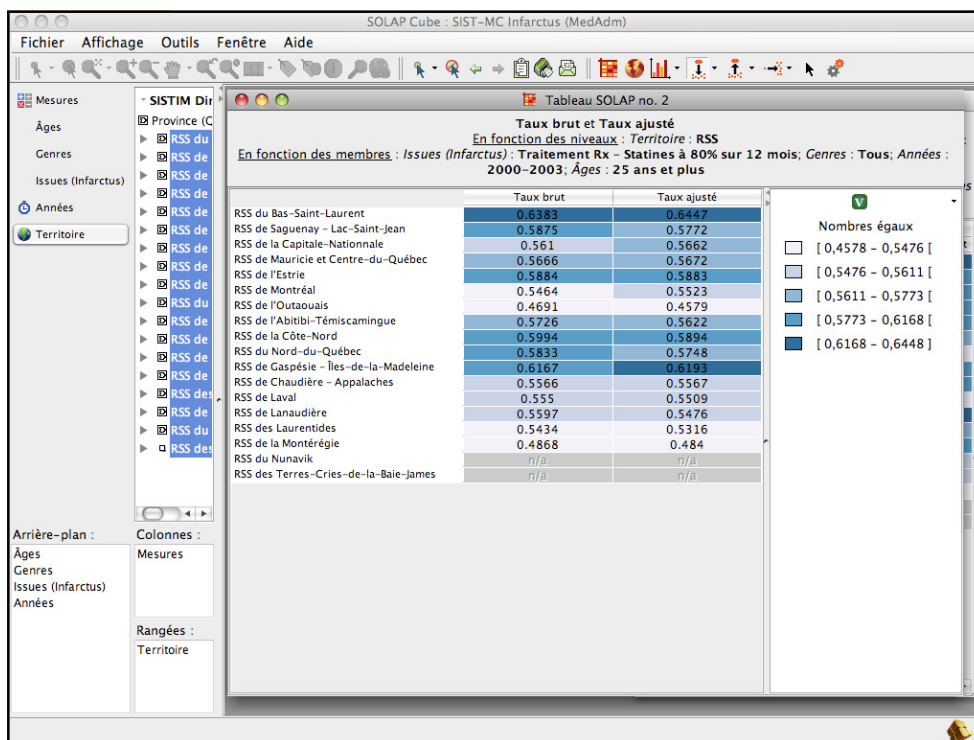 SOLAP Cube : SIST-MC Infarctus (MedAdm)
Fichier Affichage Outils Fenêtre Aide
Mesures
Âges
Genres
Issues (Infarctus)
Années
Territoire
SISTIM Dir
Province (Q
RSS du
RSS de
RSS de
RSS de
RSS de
RSS de
RSS de
RSS de
RSS de
RSS du
RSS de
RSS de
RSS de
RSS de
RSS des
RSS de
RSS du
RSS des
Tableau SOLAP no. 2
Taux brut et Taux ajusté
En fonction des niveaux : Territoire : RSS
En fonction des membres : Issues (Infarctus) : Traitement Rx - Statines à 80% sur 12 mois; Genres : Tous; Années :
2000-2003; Âges : 25 ans et plus
Taux brut Taux ajusté
RSS du Bas-Saint-Laurent 0.6383 0.6447
RSS de Saguenay - Lac-Saint-Jean 0.5875 0.5772
RSS de la Capitale-Nationnale 0.561 0.5662
RSS de Mauricie et Centre-du-Québec 0.5666 0.5672
RSS de l'Estrie 0.5884 0.5883
RSS de Montréal 0.5464 0.5523
RSS de l'Outaouais 0.4691 0.4579
RSS de l'Abitibi-Témiscamingue 0.5726 0.5622
RSS de la Côte-Nord 0.5994 0.5894
RSS du Nord-du-Québec 0.5833 0.5748
RSS de Gaspésie - Îles-de-la-Madeleine 0.6167 0.6193
RSS de Chaudière - Appalaches 0.5566 0.5567
RSS de Laval 0.555 0.5509
RSS de Lanaudière 0.5597 0.5476
RSS des Laurentides 0.5434 0.5316
RSS de la Montérégie 0.4868 0.484
RSS du Nunavik n/a n/a
RSS des Terres-Cries-de-la-Baie-James n/a n/a
V
Nombres égaux
[ 0,4578 - 0,5476 [
[ 0,5476 - 0,5611 [
[ 0,5611 - 0,5773 [
[ 0,5773 - 0,6168 [
[ 0,6168 - 0,6448 ]
Arrière-plan :
Âges
Genres
Issues (Infarctus)
Années
Colonnes :
Mesures
Rangées :
Territoire